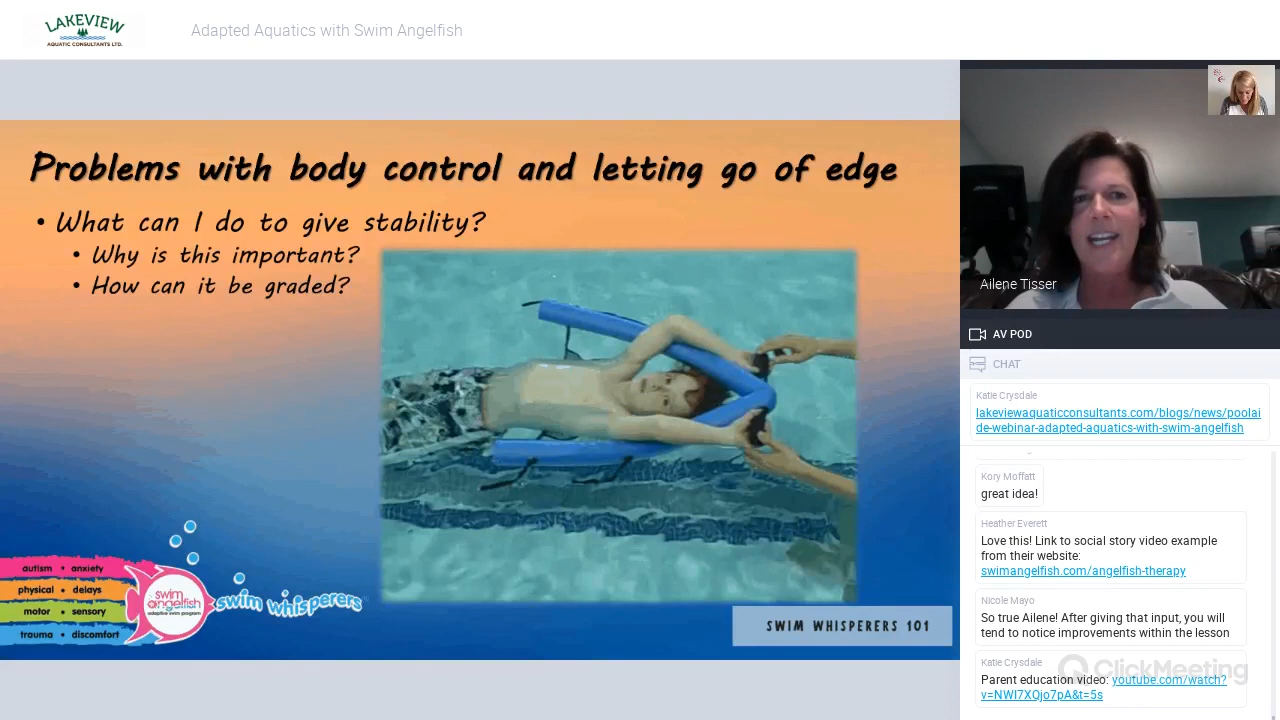 LAKEVIEW
AQUATIC CONSULTANTS LTD.
Adapted Aquatics with Swim Angelfish
Problems with body control and letting go of edge
• What can I do to give stability?
• Why is this important?
• How can it be graded?
autism • anxiety
physical • delays
motor • sensory
trauma • discomfort
swim
angelfish
adaptive swim program
swim whisperers
SWIM WHISPERERS 101
Ailene Tisser
AV POD
CHAT
Katie Crysdale
lakeviewaquaticconsultants.com/blogs/news/poolsi
de-webinar-adapted-aquatics-with-swim-angelfish
Kory Moffatt
great idea!
Heather Everett
Love this! Link to social story video example
from their website:
swimangelfish.com/angelfish-therapy
Nicole Mayo
So true Ailene! After giving that input, you will
tend to notice improvements within the lesson
Katie Crysdale
Parent education video: youtube.com/watch?
v=NWI7XQjo7pA&t=5s
ClickMeeting